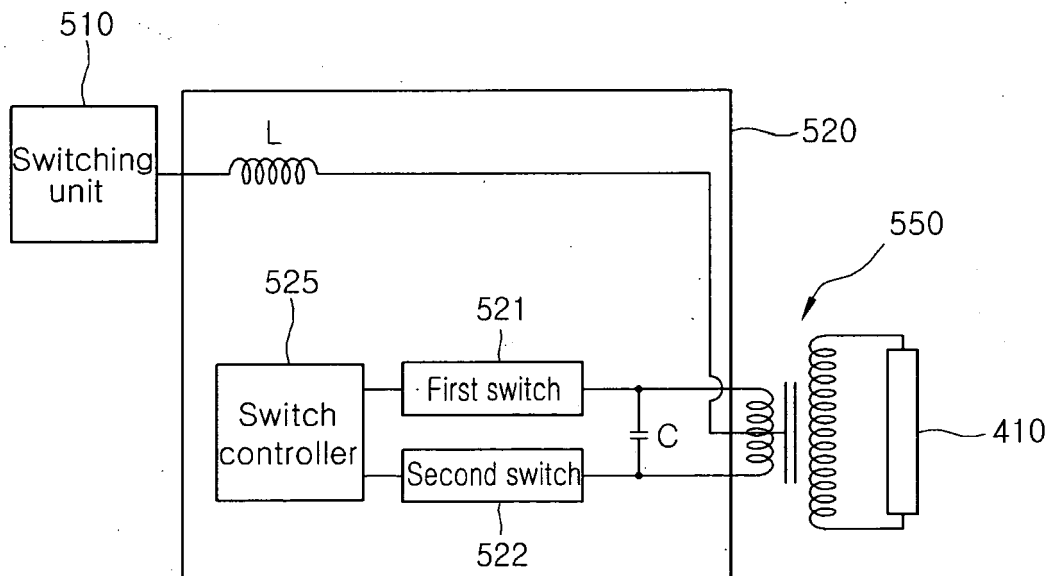 510
Switching
unit
L
520
550
525
521
First switch
Switch
controller
C
Second switch
522
410